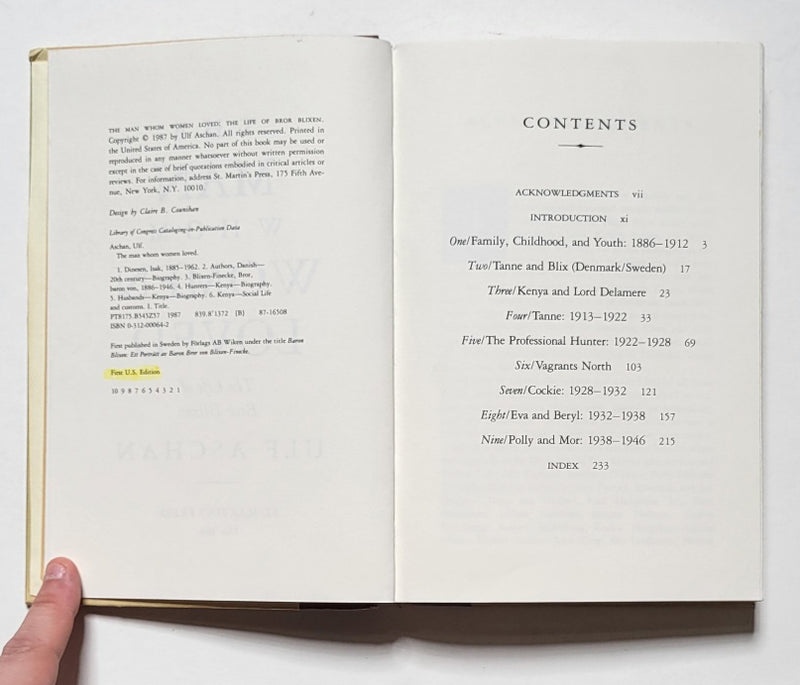 THE MAN WHOM WOMEN LOVED: THE LIFE OF BROR BLIXEN.
Copyright © 1987 by Ulf Aschan. All rights reserved. Printed in
the United States of America. No part of this book may be used or
reproduced in any manner whatsoever without written permission
except in the case of brief quotations embodied in critical articles or
reviews. For information, address St. Martin's Press, 175 Fifth Ave-
nue, New York, N.Y. 10010.
Design by Claire B. Counihan
Library of Congress Cataloging-in-Publication Data
Aschan, Ulf.
The man whom women loved.
1. Dinesen, Isak, 1885–1962. 2. Authors, Danish—
20th century—Biography. 3. Blixen-Finecke, Bror,
baron von, 1886–1946. 4. Hunters—Kenya—Biography.
5. Husbands—Kenya—Biography. 6. Kenya—Social Life
and customs. I. Title.
PT8175.B545Z57 1987 839.8'1372 [B] 87-16508
ISBN 0-312-00064-2
First published in Sweden by Förlags AB Wiken under the title Baron
Blixen: Ett Porträtt av Baron Bror von Blixen-Finecke.
First U.S. Edition
10 9 8 7 6 5 4 3 2 1
CONTENTS
ACKNOWLEDGMENTS vii
INTRODUCTION xi
One/Family, Childhood, and Youth: 1886–1912 3
Two/Tanne and Blix (Denmark/Sweden) 17
Three/Kenya and Lord Delamere 23
Four/Tanne: 1913–1922 33
Five/The Professional Hunter: 1922–1928 69
Six/Vagrants North 103
Seven/Cockie: 1928–1932 121
Eight/Eva and Beryl: 1932–1938 157
Nine/Polly and Mor: 1938–1946 215
INDEX 233